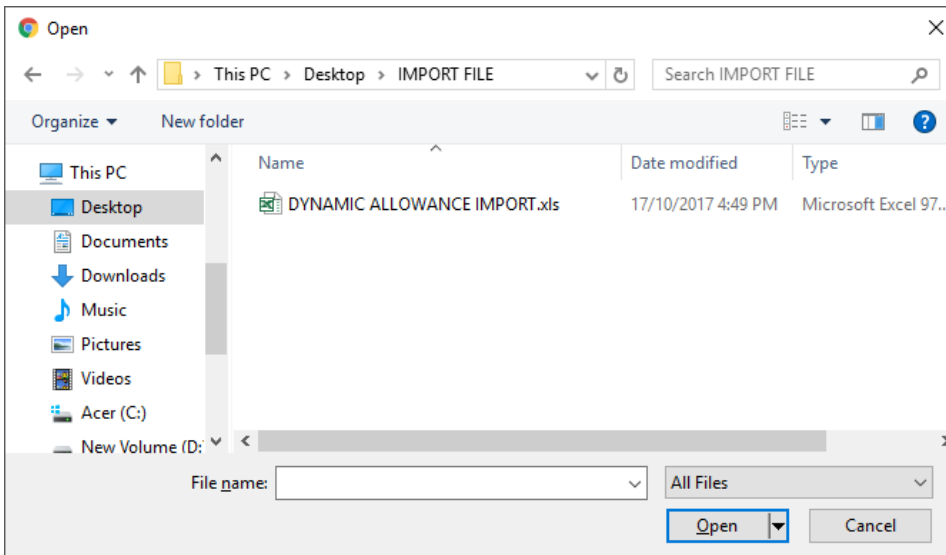 Open
This PC > Desktop > IMPORT FILE
Search IMPORT FILE
Organize
New folder
Name
Date modified
Type
This PC
Desktop
Documents
Downloads
Music
Pictures
Videos
Acer (C:)
New Volume (D:
DYNAMIC ALLOWANCE IMPORT.xls
17/10/2017 4:49 PM
Microsoft Excel 97..
File name:
All Files
Open
Cancel